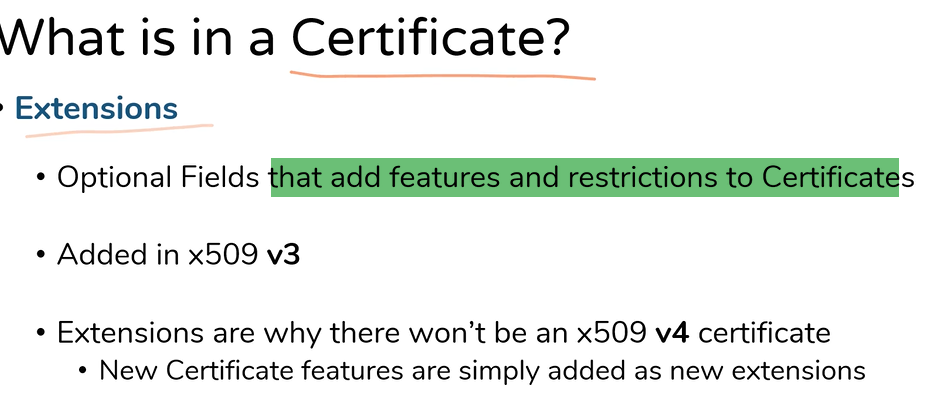 What is in a Certificate?
• Extensions
• Optional Fields that add features and restrictions to Certificates
• Added in x509 v3
• Extensions are why there won't be an x509 v4 certificate
• New Certificate features are simply added as new extensions